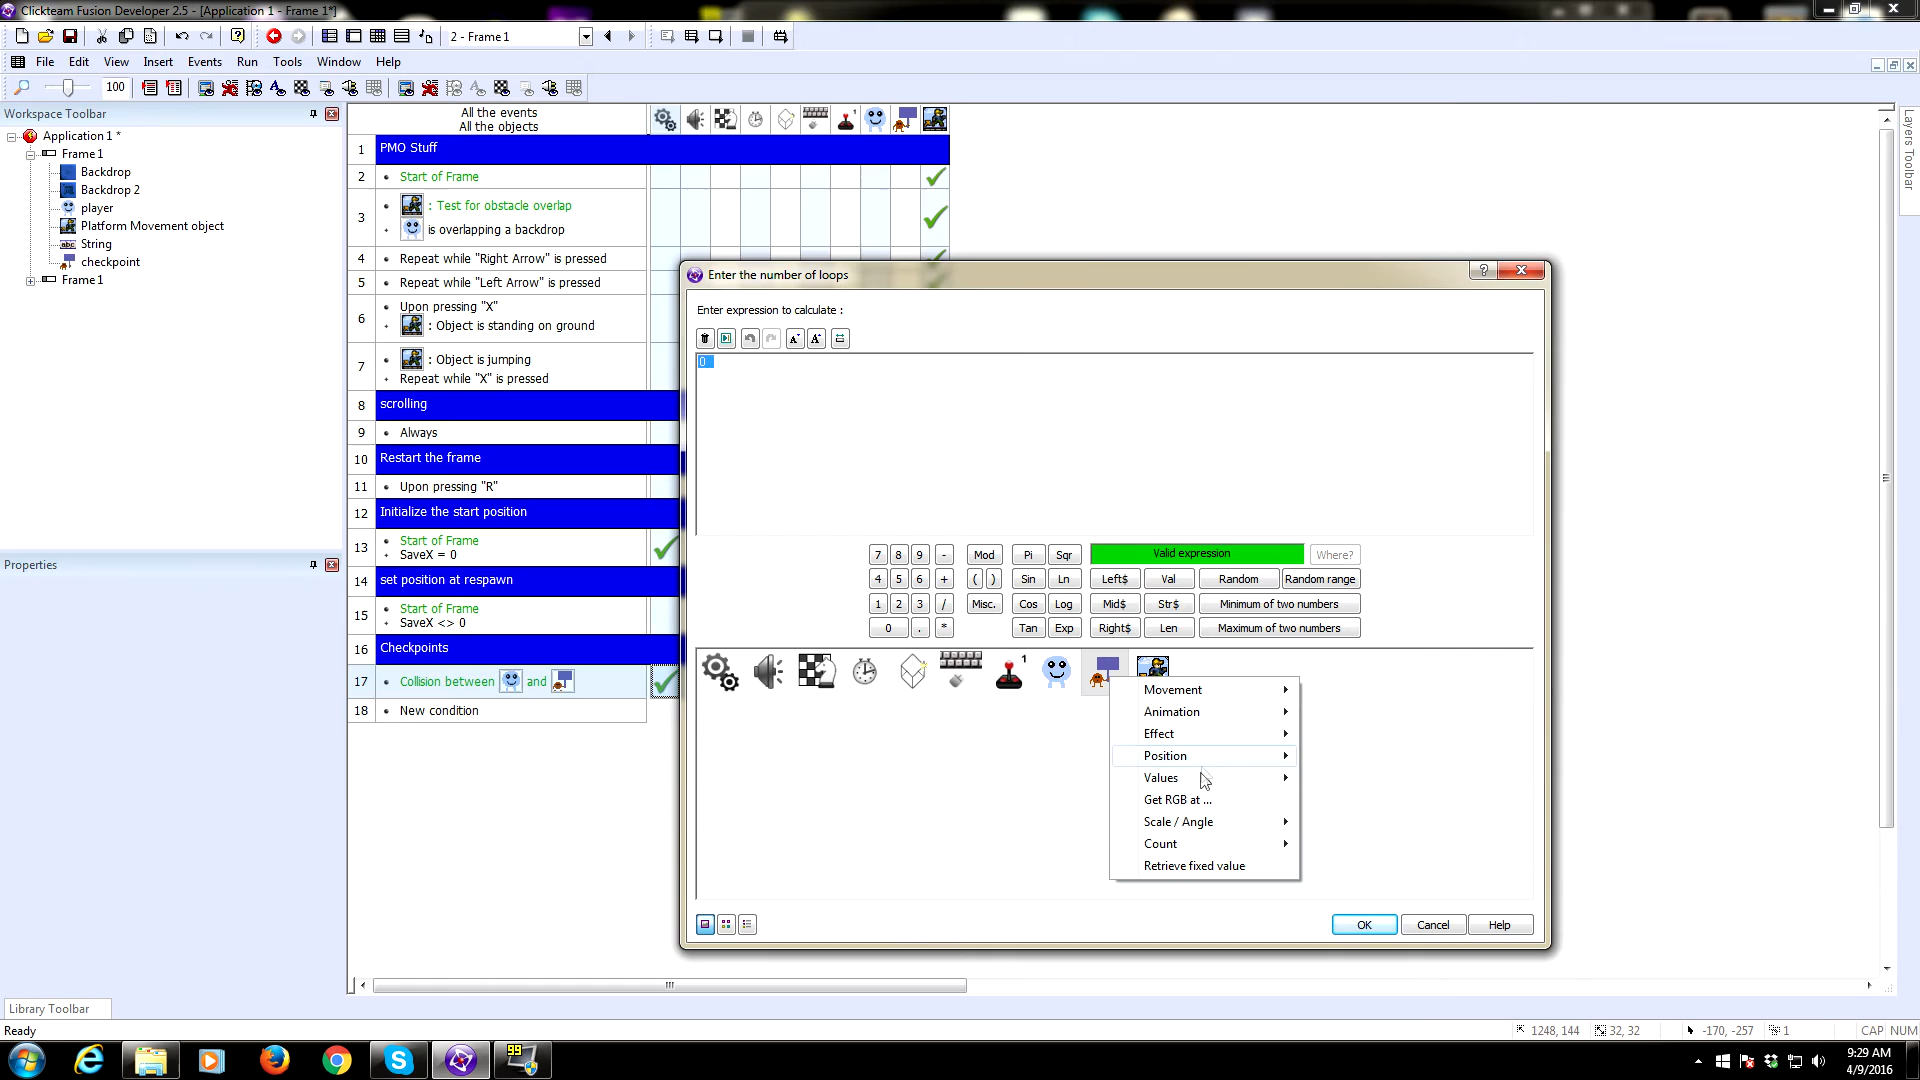 Clickteam Fusion Developer 2.5 - [Application 1 - Frame 1*]
2 - Frame 1
File Edit View Insert Events Run Tools Window Help
100
Workspace Toolbar
Application 1 *
Frame 1
Backdrop
Backdrop 2
player
Platform Movement object
abc String
checkpoint
Frame 1
Properties
Library Toolbar
Layers Toolbar
All the events
All the objects
1
1 PMO Stuff
2 Start of Frame
3 : Test for obstacle overlap
is overlapping a backdrop
4 Repeat while "Right Arrow" is pressed
5 Repeat while "Left Arrow" is pressed
6 Upon pressing "X"
: Object is standing on ground
7 : Object is jumping
Repeat while "X" is pressed
8 scrolling
9 Always
10 Restart the frame
11 Upon pressing "R"
12 Initialize the start position
13 Start of Frame
SaveX = 0
14 set position at respawn
15 Start of Frame
SaveX <> 0
16 Checkpoints
17 Collision between and
18 New condition
Enter the number of loops
Enter expression to calculate :
0
7 8 9 - Mod Pi Sqr Valid expression Where?
4 5 6 + ( ) Sin Ln Left$ Val Random Random range
1 2 3 / Misc. Cos Log Mid$ Str$ Minimum of two numbers
0 . * Tan Exp Right$ Len Maximum of two numbers
1
Movement
Animation
Effect
Position
Values
Get RGB at ...
Scale / Angle
Count
Retrieve fixed value
OK Cancel Help
Ready
1248, 144 32, 32 -170, -257 1 CAP NUM
99
9:29 AM
4/9/2016